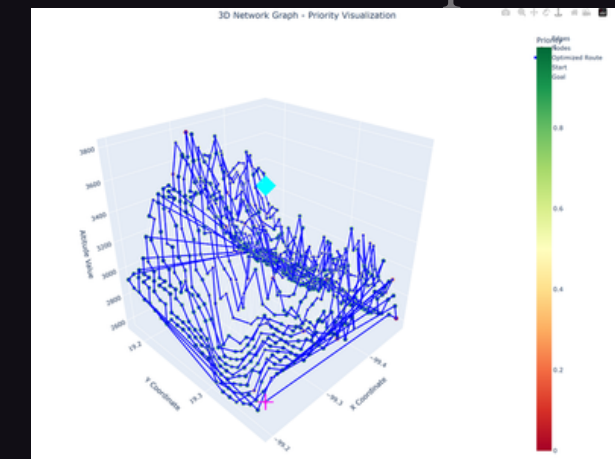 3D Network Graph - Priority Visualization
Priority
Edges
Nodes
Optimized Route
Start
Goal
0.8
0.6
0.4
0.2
0
3800
3600
3400
3200
3000
2800
2600
Altitude Value
19.2
19.3
Y Coordinate
−99.4
−99.3
−99.2
X Coordinate